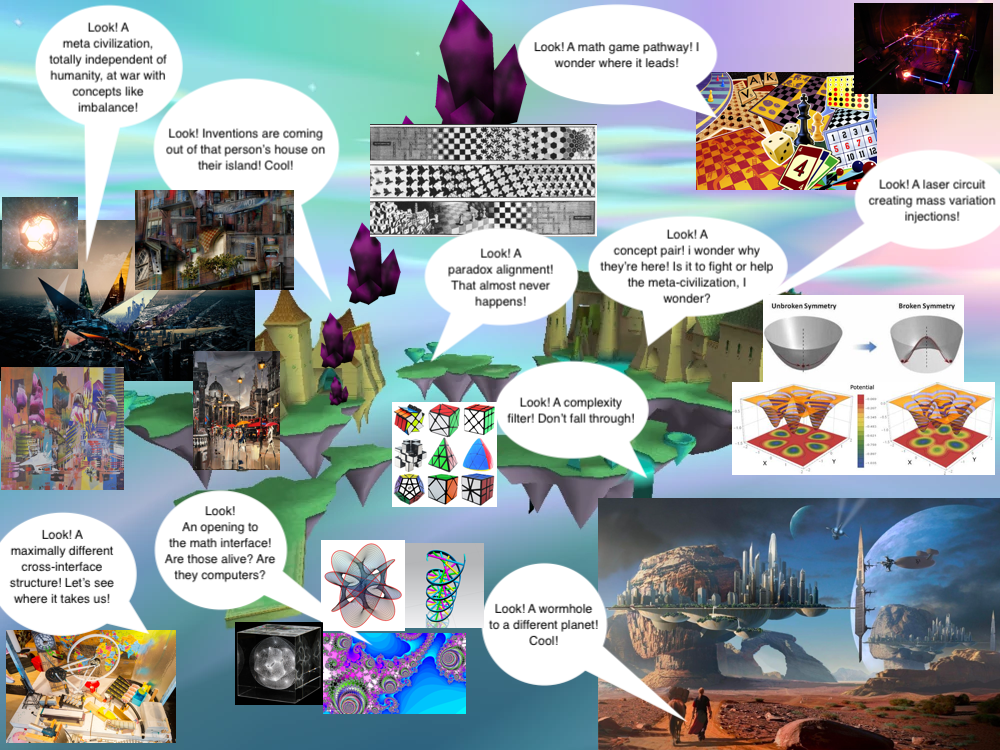 Look! A
meta civilization,
totally independent of
humanity, at war with
concepts like
imbalance!
Look! Inventions are coming
out of that person's house on
their island! Cool!
Look! A math game pathway! I
wonder where it leads!
Look! A laser circuit
creating mass variation
injections!
Look! A
paradox alignment!
That almost never
happens!
Look! A
concept pair! i wonder why
they're here! Is it to fight or help
the meta-civilization, I
wonder?
Unbroken Symmetry
Broken Symmetry
Potential
X
Y
X
Y
Look! A complexity
filter! Don't fall through!
Look! A
maximally different
cross-interface
structure! Let's see
where it takes us!
Look!
An opening to
the math interface!
Are those alive? Are
they computers?
Look! A wormhole
to a different planet!
Cool!
4